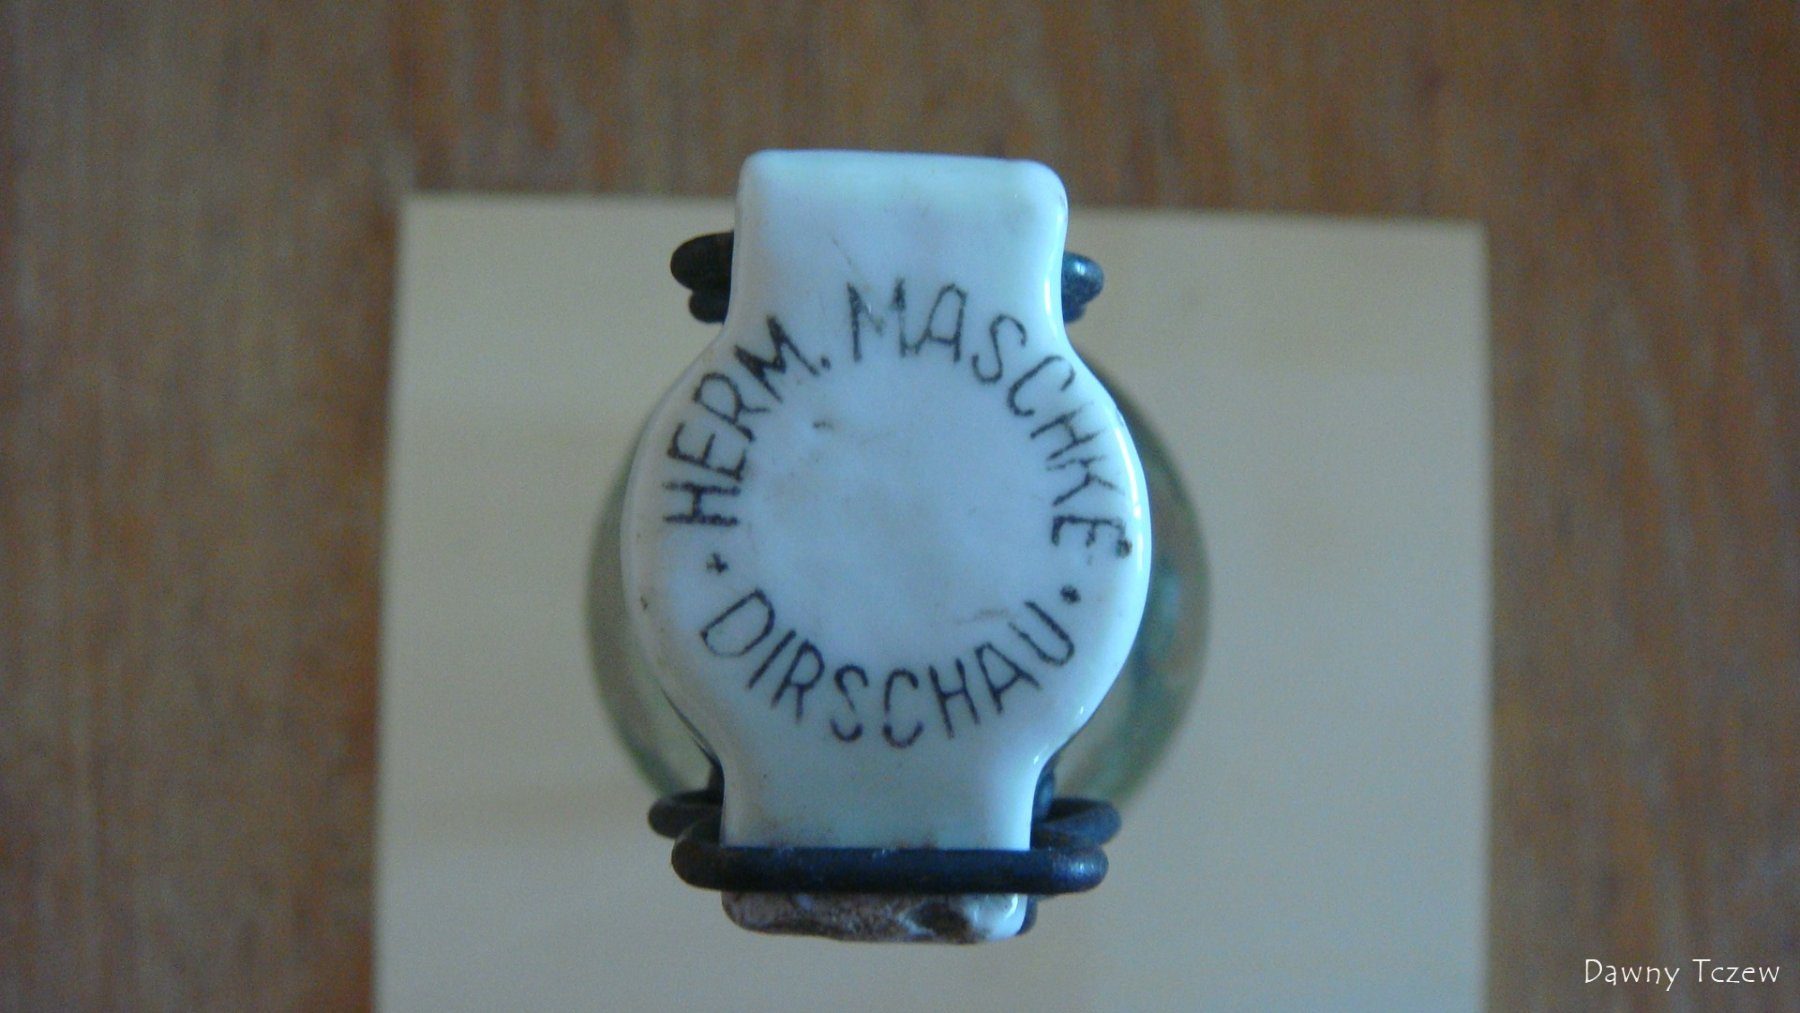 HERM. MASCHKE
· DIRSCHAU ·
Dawny Tczew